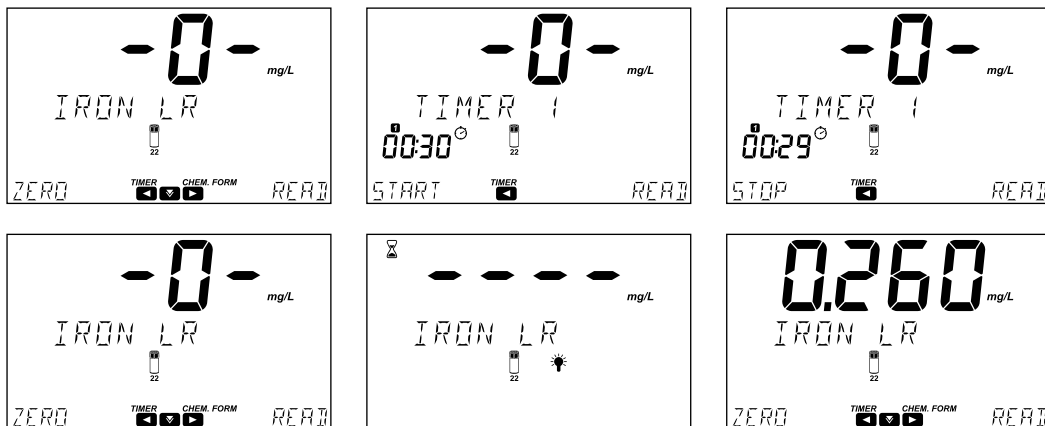 -0-
mg/L
IRON LR
22
TIMER CHEM. FORM
ZERO READ
-0-
mg/L
TIMER 1
1
00:30
22
TIMER
START READ
-0-
mg/L
TIMER 1
1
00:29
22
TIMER
STOP READ
-0-
mg/L
IRON LR
22
TIMER CHEM. FORM
ZERO READ
----
mg/L
IRON LR
22
0.260
mg/L
IRON LR
22
TIMER CHEM. FORM
ZERO READ